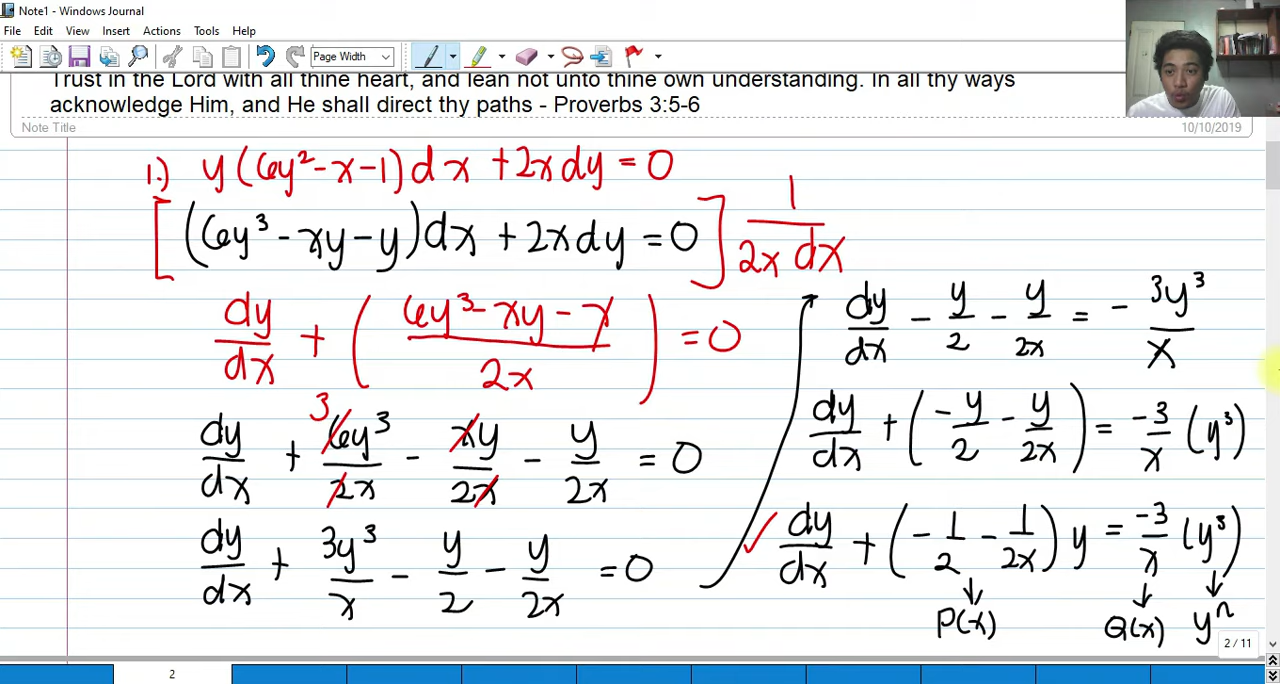 Note1 - Windows Journal
File Edit View Insert Actions Tools Help
Page Width
Trust in the Lord with all thine heart, and lean not unto thine own understanding. In all thy ways
acknowledge Him, and He shall direct thy paths - Proverbs 3:5-6
Note Title
10/10/2019
1.) y(6y²-x-1)dx + 2xdy = 0
[(6y³-xy-y)dx + 2xdy = 0] 1/(2x dx)
dy/dx + ((6y³-xy-y)/2x) = 0
dy/dx + 3 6y³/2x - xy/2x - y/2x = 0
dy/dx + 3y³/x - y/2 - y/2x = 0
dy/dx - y/2 - y/2x = - 3y³/x
dy/dx + (-y/2 - y/2x) = -3/x (y³)
✓ dy/dx + (-1/2 - 1/2x) y = -3/x (y³)
↓ ↓ ↓
P(x) Q(x) yⁿ
2 / 11
2